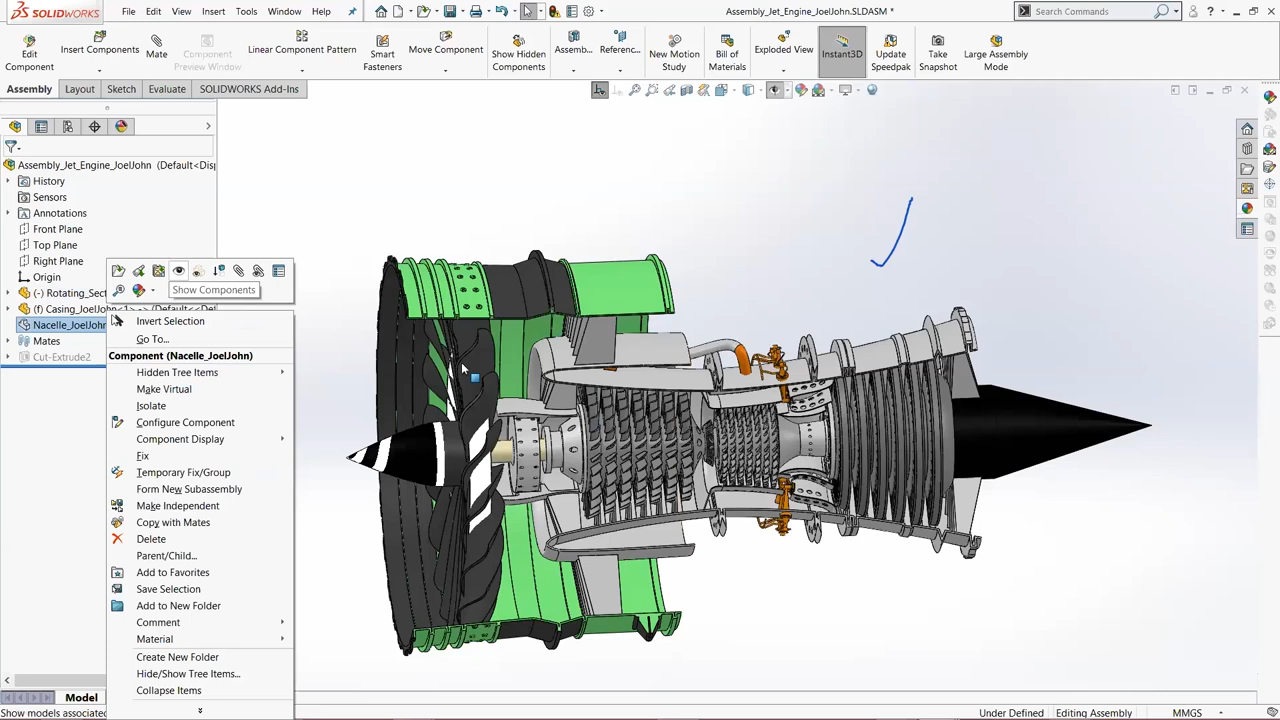 SOLIDWORKS File Edit View Insert Tools Window Help Assembly_Jet_Engine_JoelJohn.SLDASM * Search Commands
Edit Component Insert Components Mate Component Preview Window Linear Component Pattern Smart Fasteners Move Component Show Hidden Components Assemb... Referenc... New Motion Study Bill of Materials Exploded View Instant3D Update Speedpak Take Snapshot Large Assembly Mode
Assembly Layout Sketch Evaluate SOLIDWORKS Add-Ins
Assembly_Jet_Engine_JoelJohn (Default<Disp
History
Sensors
Annotations
Front Plane
Top Plane
Right Plane
Origin
(-) Rotating_Sect
Show Components
(f) Casing_JoelJohn<1> -> (Default<<Def
Nacelle_JoelJohn
Mates
Cut-Extrude2
Invert Selection
Go To...
Component (Nacelle_JoelJohn)
Hidden Tree Items
Make Virtual
Isolate
Configure Component
Component Display
Fix
Temporary Fix/Group
Form New Subassembly
Make Independent
Copy with Mates
Delete
Parent/Child...
Add to Favorites
Save Selection
Add to New Folder
Comment
Material
Create New Folder
Hide/Show Tree Items...
Collapse Items
Model
Show models associated
Under Defined Editing Assembly MMGS